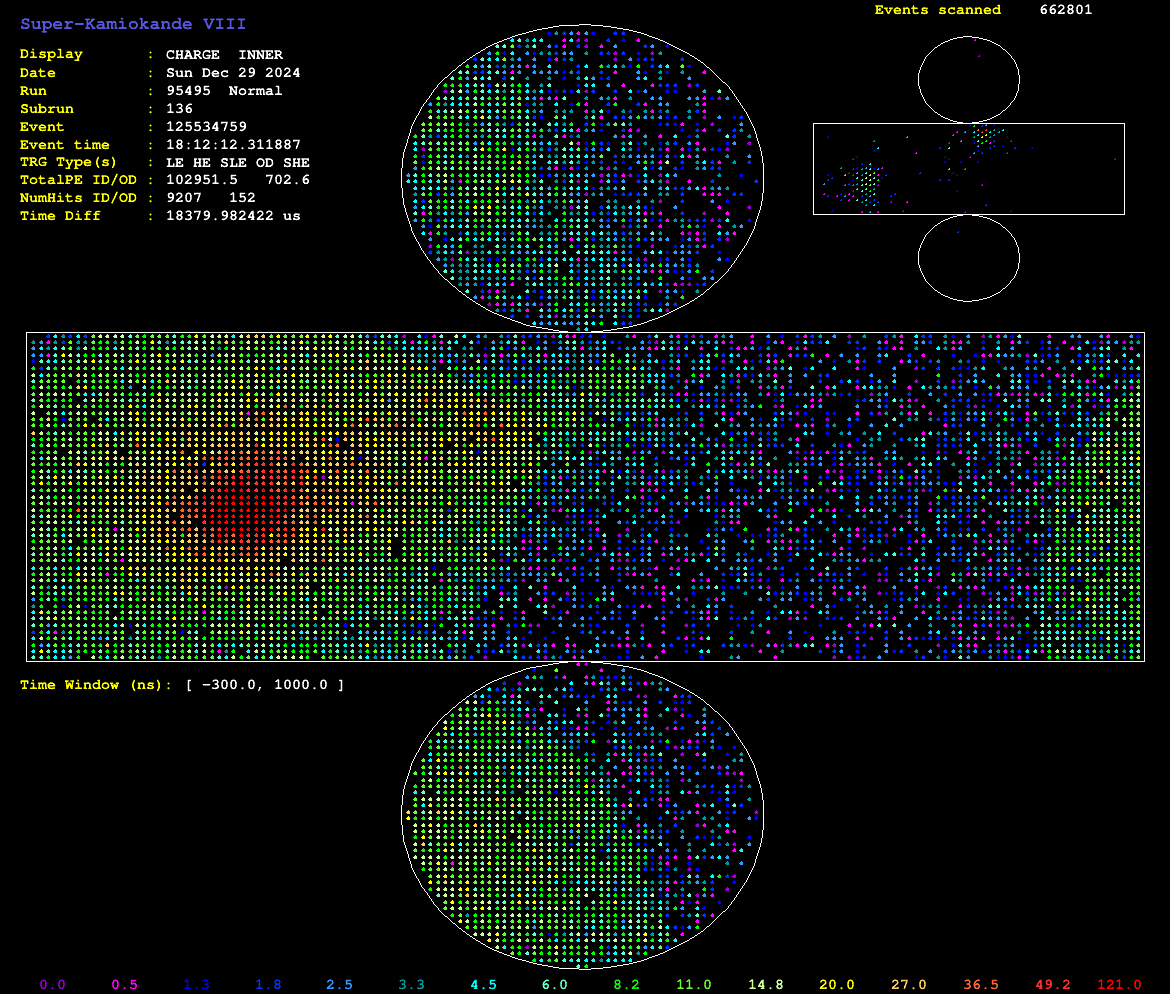 Super-Kamiokande VIII
Events scanned 662801
Display : CHARGE INNER
Date : Sun Dec 29 2024
Run : 95495 Normal
Subrun : 136
Event : 125534759
Event time : 18:12:12.311887
TRG Type(s) : LE HE SLE OD SHE
TotalPE ID/OD : 102951.5 702.6
NumHits ID/OD : 9207 152
Time Diff : 18379.982422 us
Time Window (ns): [ −300.0, 1000.0 ]
0.0 0.5 1.3 1.8 2.5 3.3 4.5 6.0 8.2 11.0 14.8 20.0 27.0 36.5 49.2 121.0